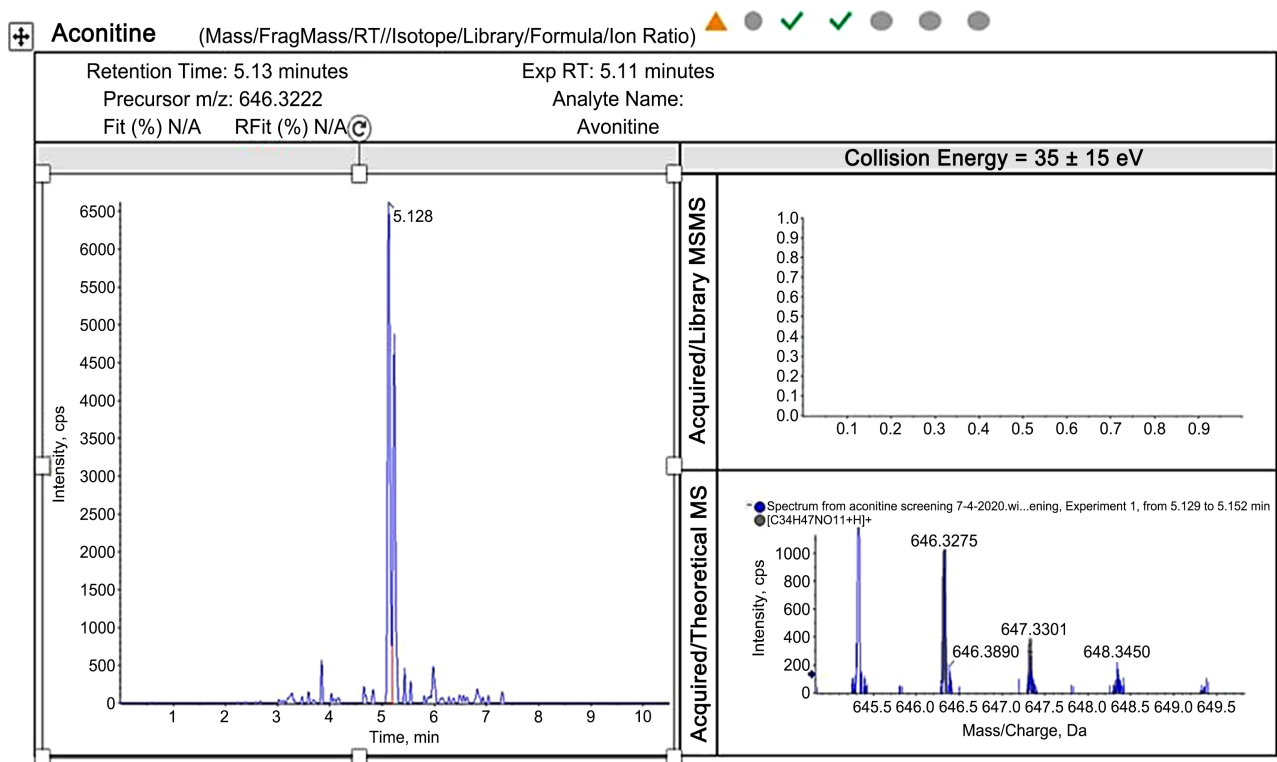 Aconitine (Mass/FragMass/RT//Isotope/Library/Formula/Ion Ratio)
Retention Time: 5.13 minutes
Exp RT: 5.11 minutes
Precursor m/z: 646.3222
Analyte Name:
Fit (%) N/A RFit (%) N/A
Avonitine
Collision Energy = 35 ± 15 eV
Intensity, cps
6500
6000
5500
5000
4500
4000
3500
3000
2500
2000
1500
1000
500
0
5.128
1 2 3 4 5 6 7 8 9 10
Time, min
Acquired/Library MSMS
1.0
0.9
0.8
0.7
0.6
0.5
0.4
0.3
0.2
0.1
0.0
0.1 0.2 0.3 0.4 0.5 0.6 0.7 0.8 0.9
Acquired/Theoretical MS
Spectrum from aconitine screening 7-4-2020.wi...ening, Experiment 1, from 5.129 to 5.152 min
[C34H47NO11+H]+
Intensity, cps
1000
800
600
400
200
0
646.3275
646.3890
647.3301
648.3450
645.5 646.0 646.5 647.0 647.5 648.0 648.5 649.0 649.5
Mass/Charge, Da